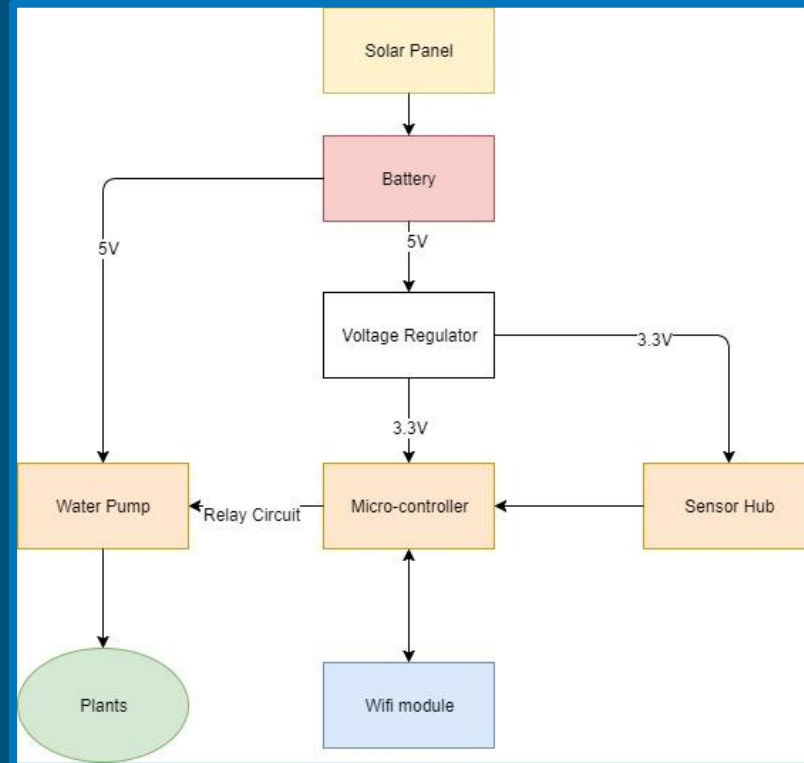 Solar Panel
Battery
5V
5V
Voltage Regulator
3.3V
3.3V
Water Pump
Relay Circuit
Micro-controller
Sensor Hub
Plants
Wifi module